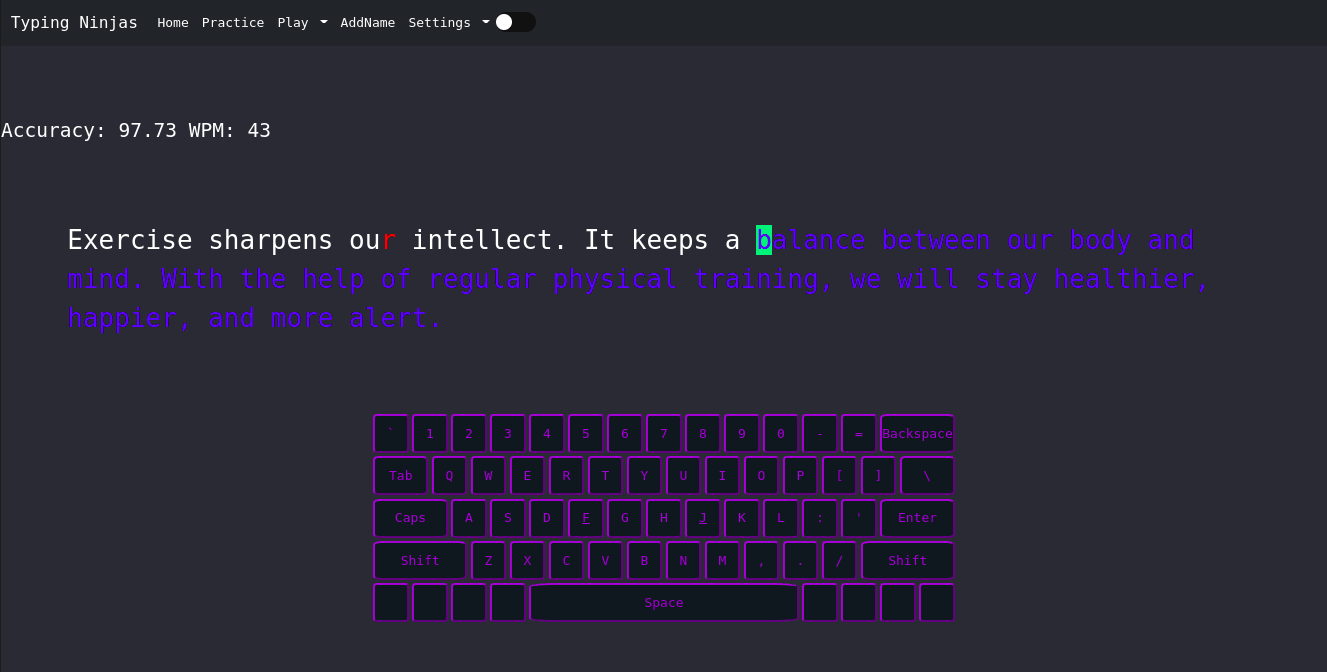 Typing Ninjas Home Practice Play AddName Settings
Accuracy: 97.73 WPM: 43
Exercise sharpens our intellect. It keeps a balance between our body and
mind. With the help of regular physical training, we will stay healthier,
happier, and more alert.
` 1 2 3 4 5 6 7 8 9 0 - = Backspace
Tab Q W E R T Y U I O P [ ] \
Caps A S D F G H J K L : ' Enter
Shift Z X C V B N M , . / Shift
Space